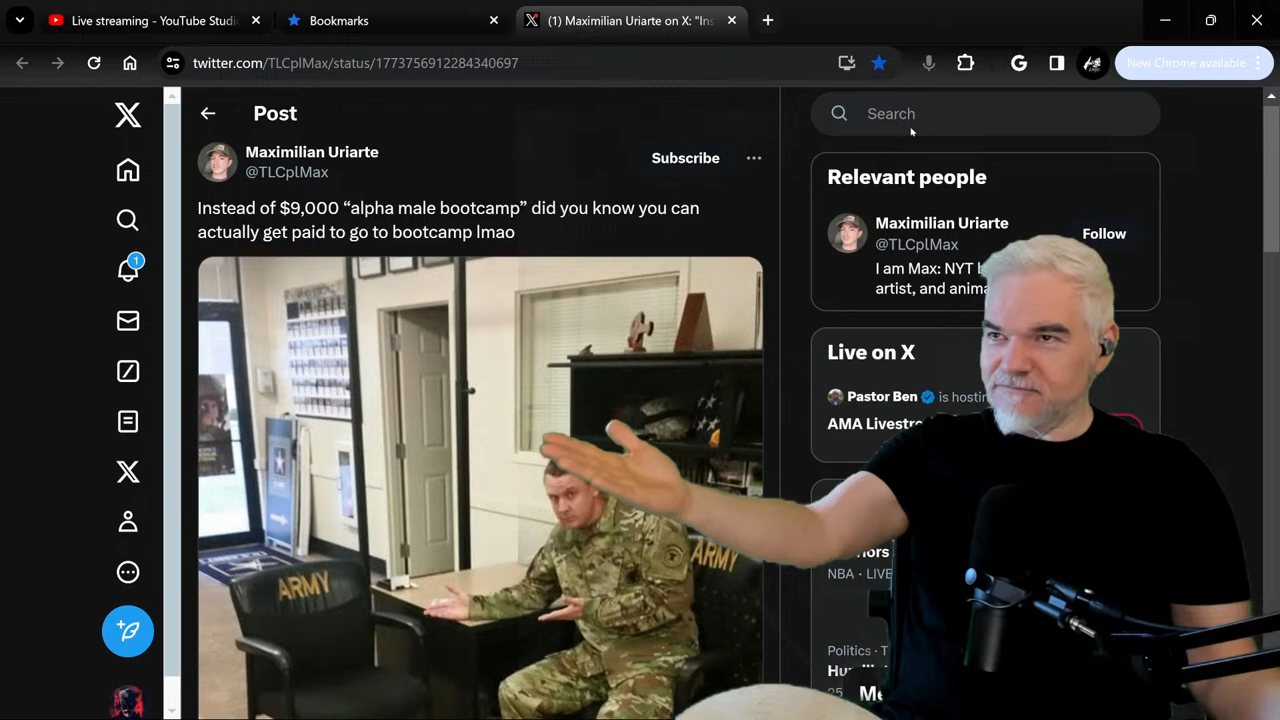 Live streaming - YouTube Studi
Bookmarks
(1) Maximilian Uriarte on X: "Ins
twitter.com/TLCplMax/status/1773756912284340697
New Chrome available
Post
Search
Maximilian Uriarte
@TLCplMax
Subscribe
Instead of $9,000 “alpha male bootcamp” did you know you can
actually get paid to go to bootcamp lmao
ARMY
ARMY
Relevant people
Maximilian Uriarte
@TLCplMax
Follow
I am Max: NYT
artist, and anima
Live on X
Pastor Ben is hostin
AMA Livestre
NBA · LIVE
Politics · T